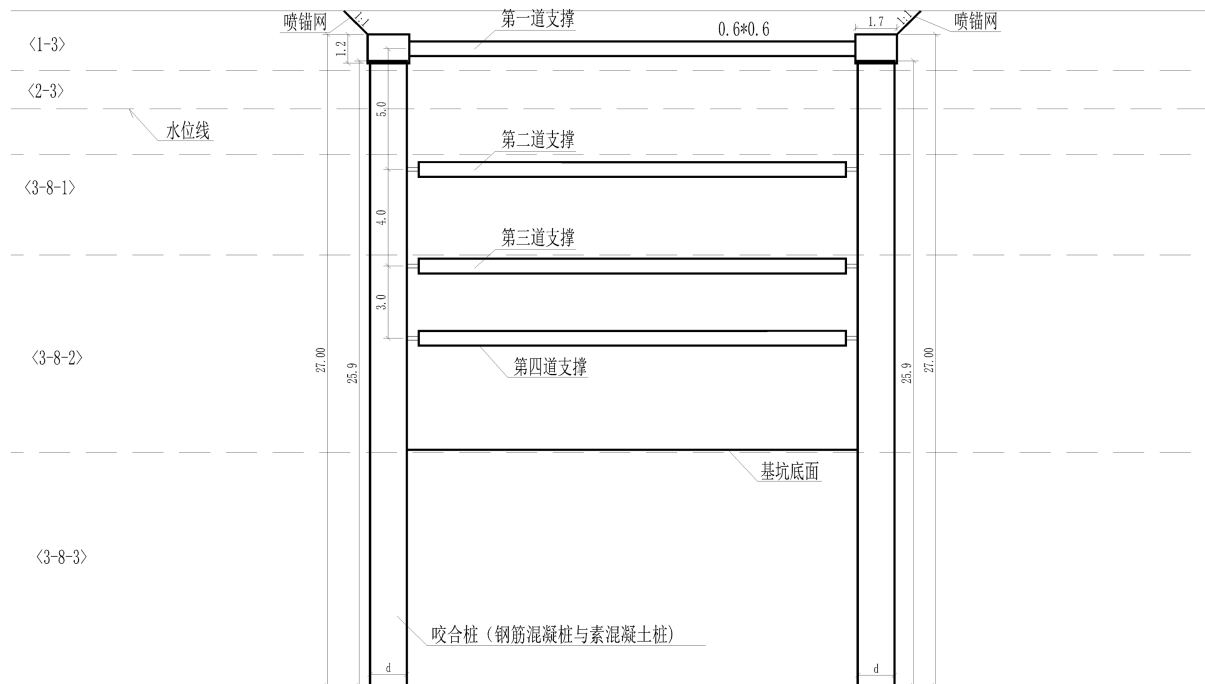 喷锚网
1:1
第一道支撑
0.6*0.6
1.7
1:1
喷锚网
〈1-3〉
1.2
〈2-3〉
5.0
水位线
第二道支撑
〈3-8-1〉
4.0
第三道支撑
3.0
〈3-8-2〉
27.00
25.9
第四道支撑
25.9
27.00
基坑底面
〈3-8-3〉
咬合桩（钢筋混凝桩与素混凝土桩)
d
d